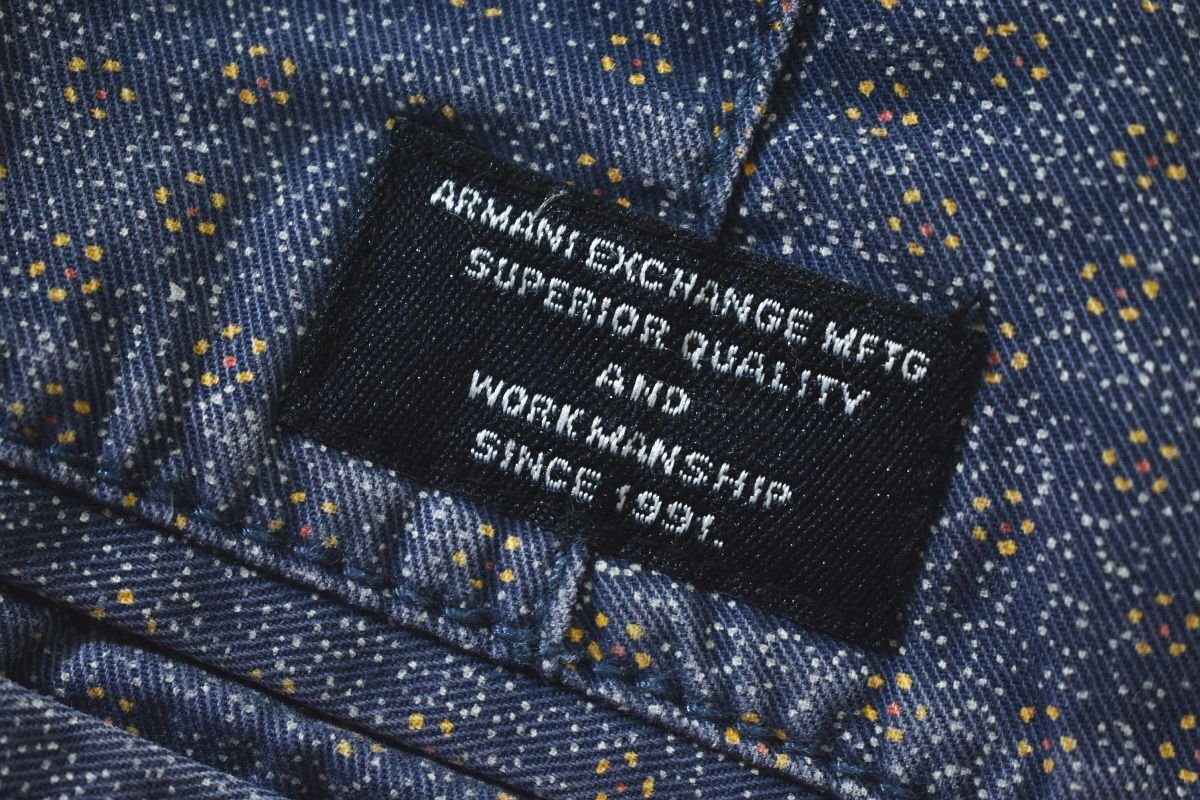 ARMANI EXCHANGE MFTG
SUPERIOR QUALITY
AND
WORKMANSHIP
SINCE 1991.